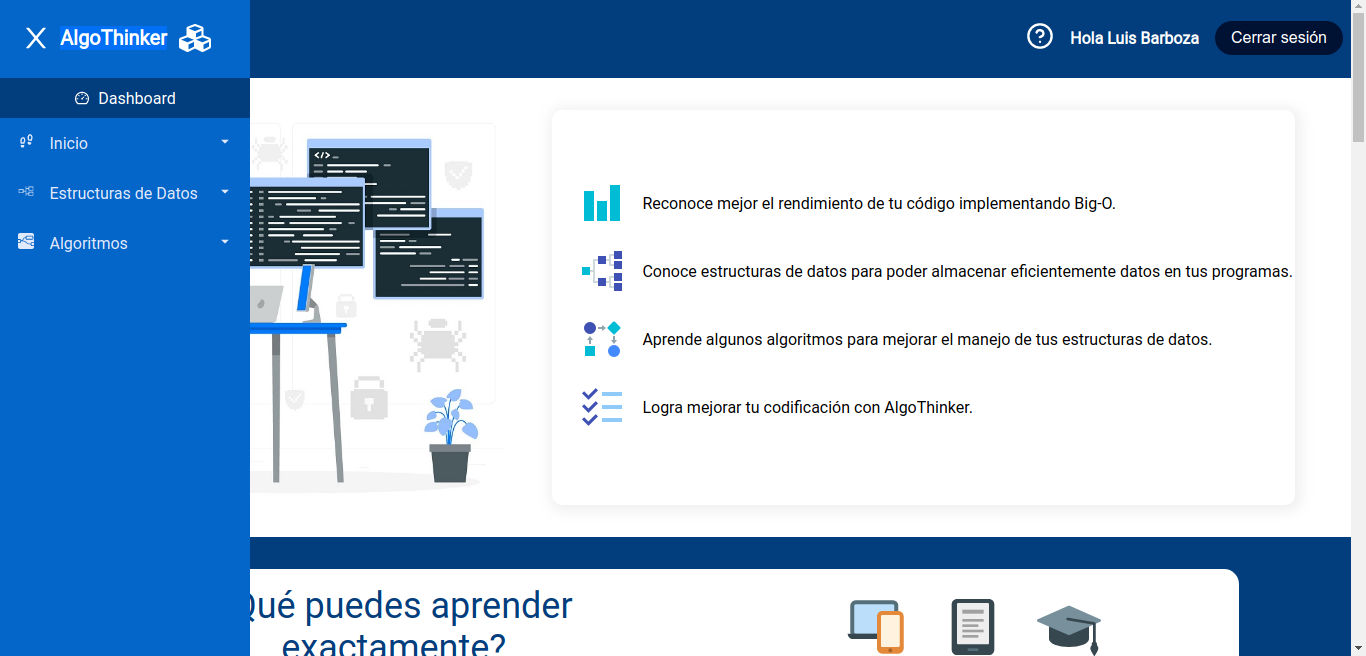 AlgoThinker
Hola Luis Barboza
Cerrar sesión
Dashboard
Inicio
Estructuras de Datos
Algoritmos
Reconoce mejor el rendimiento de tu código implementando Big-O.
Conoce estructuras de datos para poder almacenar eficientemente datos en tus programas.
Aprende algunos algoritmos para mejorar el manejo de tus estructuras de datos.
Logra mejorar tu codificación con AlgoThinker.
Qué puedes aprender
exactamente?